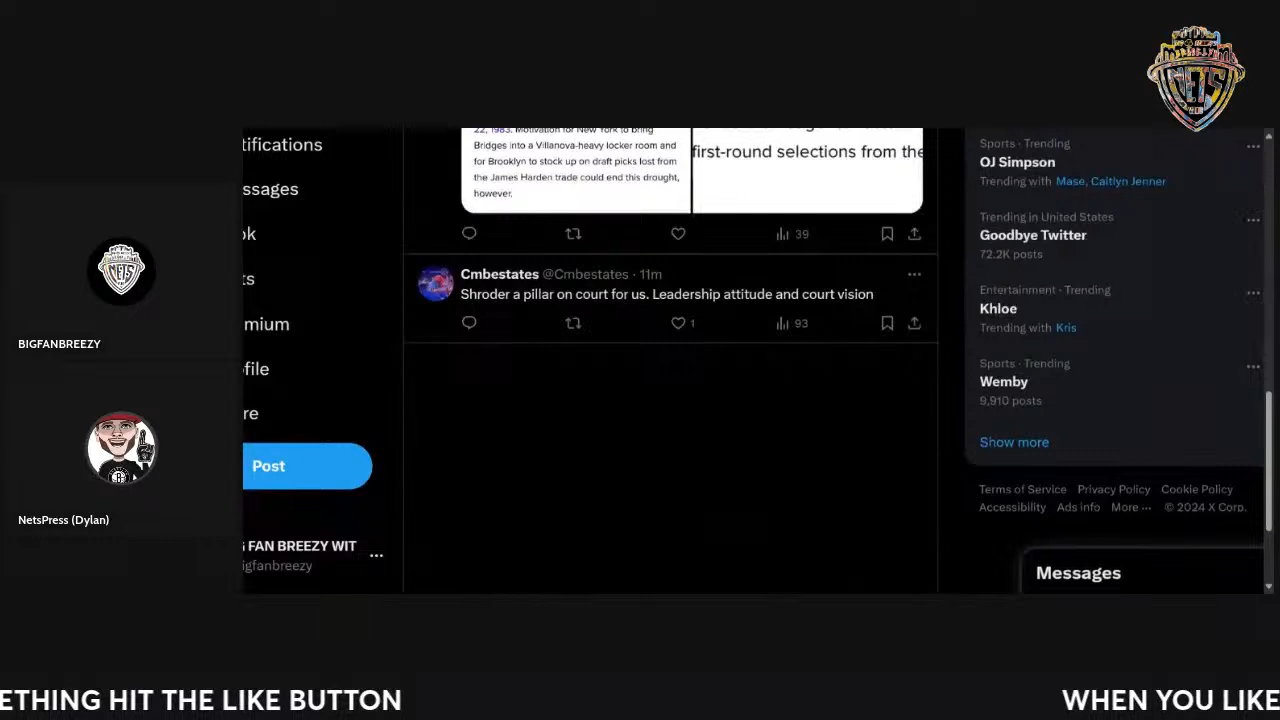 tifications
ssages
ok
ts
mium
ofile
re
Post
FAN BREEZY WIT
igfanbreezy
BIGFANBREEZY
NetsPress (Dylan)
22, 1983. Motivation for New York to bring
Bridges into a Villanova-heavy locker room and
for Brooklyn to stock up on draft picks lost from
the James Harden trade could end this drought,
however.
first-round selections from the
39
Cmbestates @Cmbestates · 11m
Shroder a pillar on court for us. Leadership attitude and court vision
1
93
Sports · Trending
OJ Simpson
Trending with Mase, Caitlyn Jenner
Trending in United States
Goodbye Twitter
72.2K posts
Entertainment · Trending
Khloe
Trending with Kris
Sports · Trending
Wemby
9,910 posts
Show more
Terms of Service Privacy Policy Cookie Policy
Accessibility Ads info More ··· © 2024 X Corp.
Messages
NETS
ETHING HIT THE LIKE BUTTON
WHEN YOU LIKE